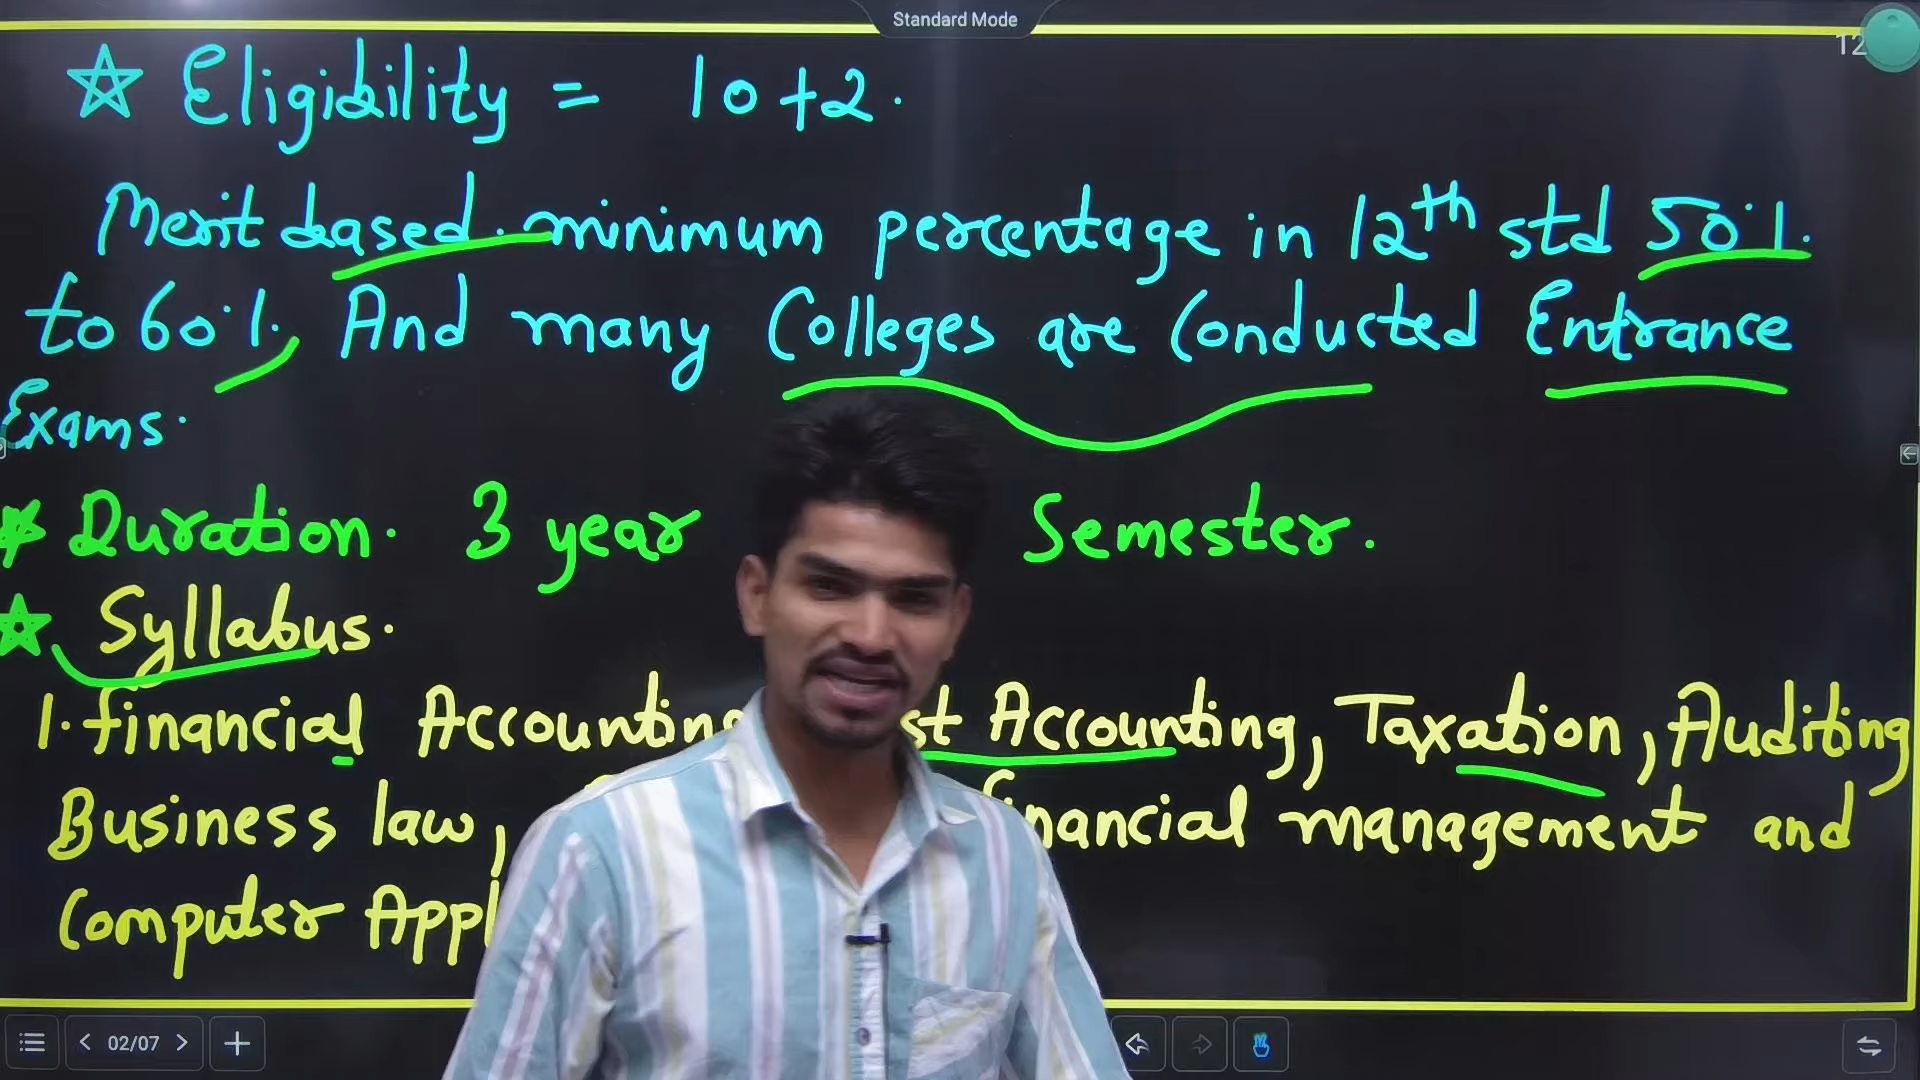 Standard Mode
12
☆ Eligibility = 10+2.
Merit based. minimum percentage in 12th std 50%.
to 60%. And many Colleges are Conducted Entrance
Exams.
Duration. 3 year Semester.
☆ Syllabus.
1. financial Accounting Accounting, Taxation, Auditing
Business law, management and
Computer
02/07